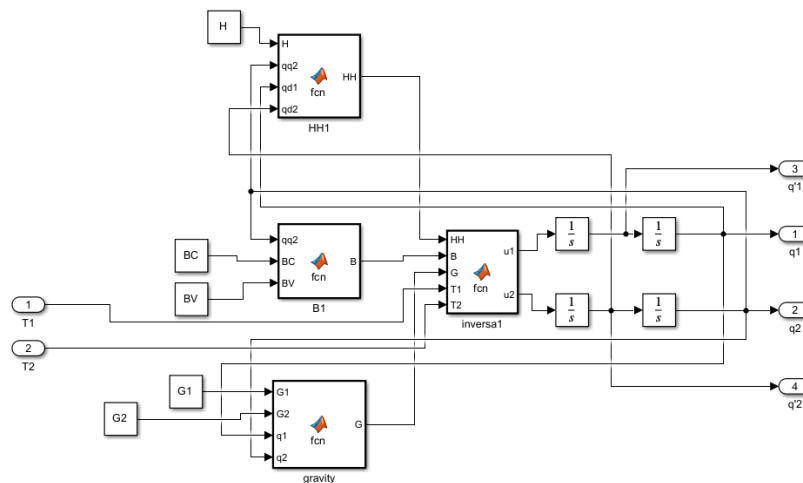 H
H
qq2
qd1
qd2
fcn
HH
HH1
3
q'1
qq2
BC
BV
fcn
B
B1
BC
BV
HH
B
G
T1
T2
fcn
u1
u2
inversa1
1
s
1
s
1
s
1
s
1
q1
2
q2
1
T1
2
T2
4
q'2
G1
G2
G1
G2
q1
q2
fcn
G
gravity